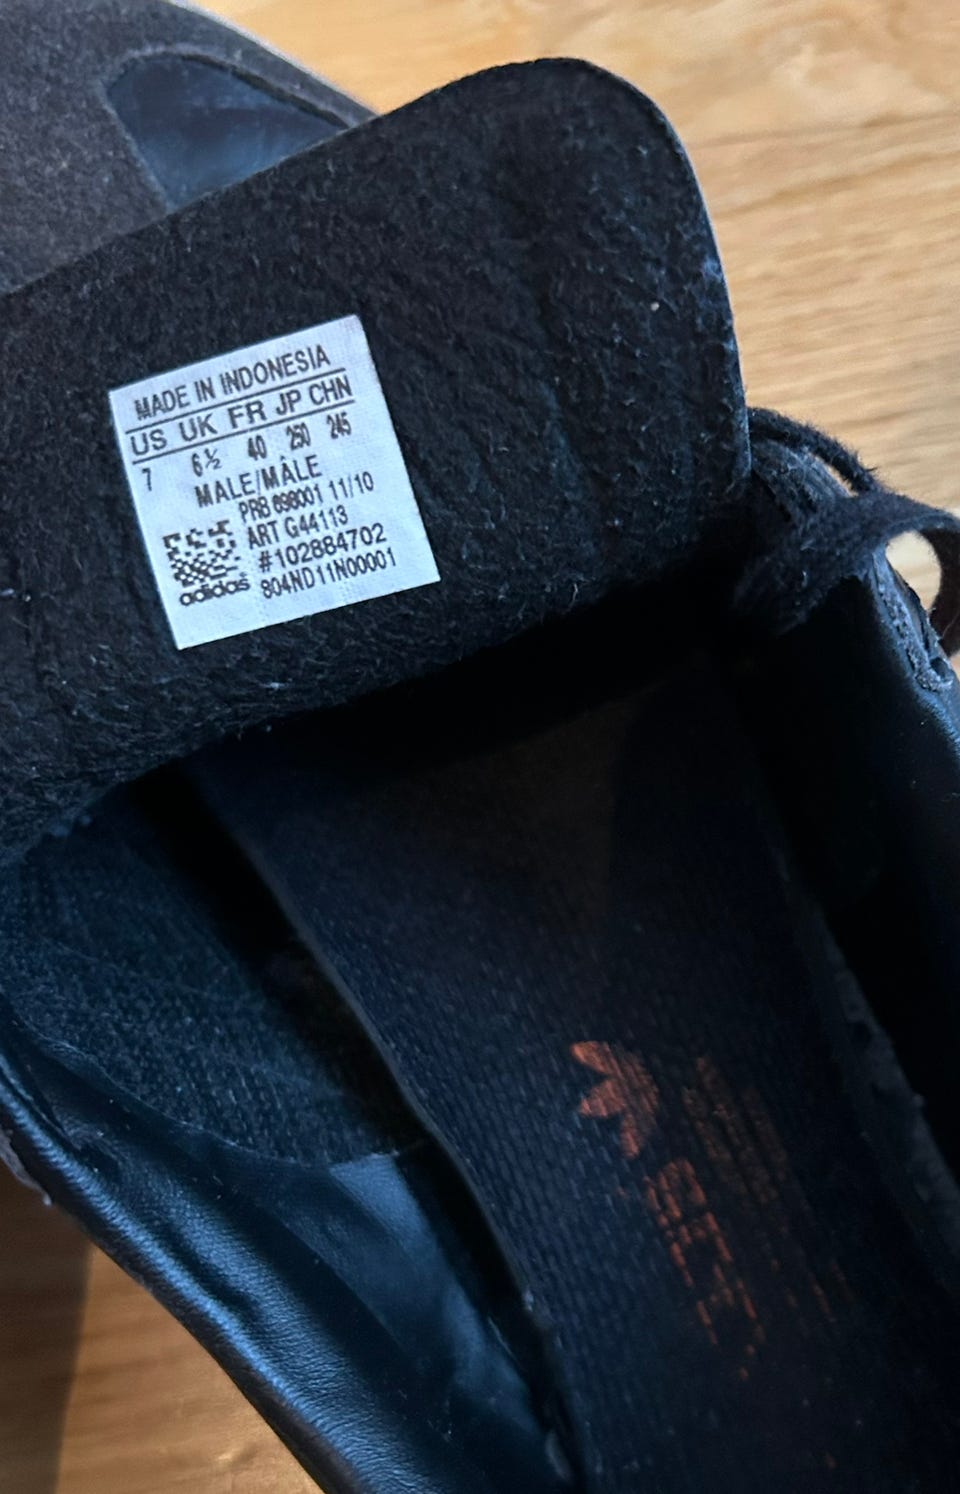 MADE IN INDONESIA
US UK FR JP CHN
7 6½ 40 250 245
MALE/MÂLE
PRB 698001 11/10
ART G44113
#102884702
804ND11N00001
adidas